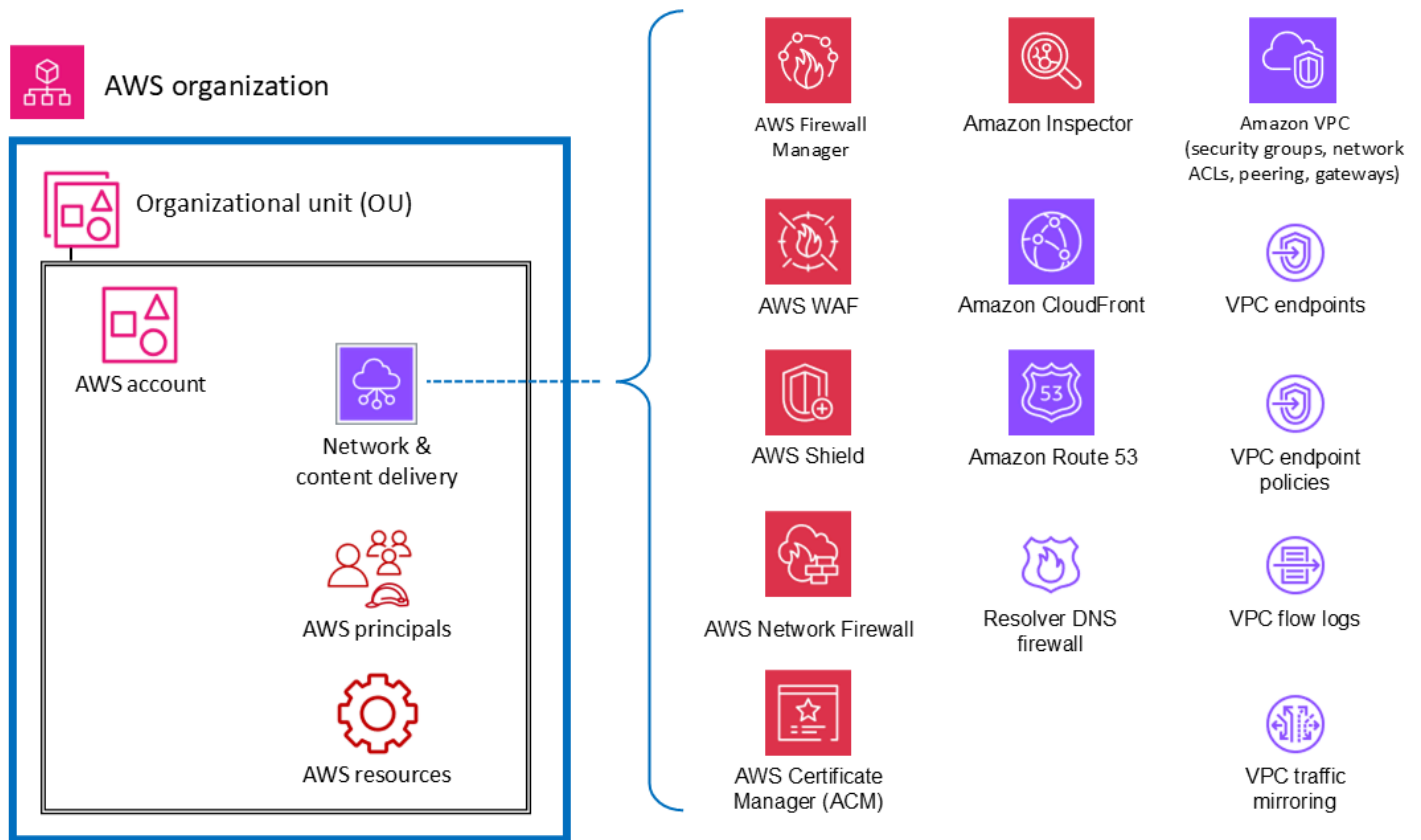 AWS organization
Organizational unit (OU)
AWS account
Network &
content delivery
AWS principals
AWS resources
AWS Firewall
Manager
AWS WAF
AWS Shield
AWS Network Firewall
AWS Certificate
Manager (ACM)
Amazon Inspector
Amazon CloudFront
53
Amazon Route 53
Resolver DNS
firewall
Amazon VPC
(security groups, network
ACLs, peering, gateways)
VPC endpoints
VPC endpoint
policies
VPC flow logs
VPC traffic
mirroring